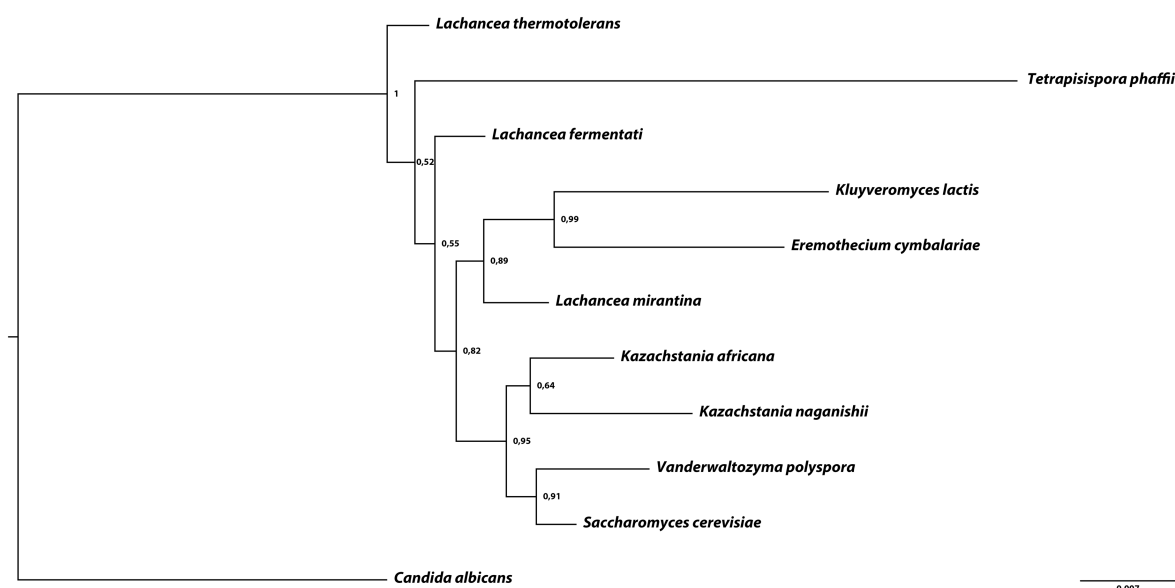 Lachancea thermotolerans
Tetrapisispora phaffii
1
Lachancea fermentati
0,52
Kluyveromyces lactis
0,99
0,55
Eremothecium cymbalariae
0,89
Lachancea mirantina
0,82
Kazachstania africana
0,64
Kazachstania naganishii
0,95
Vanderwaltozyma polyspora
0,91
Saccharomyces cerevisiae
Candida albicans